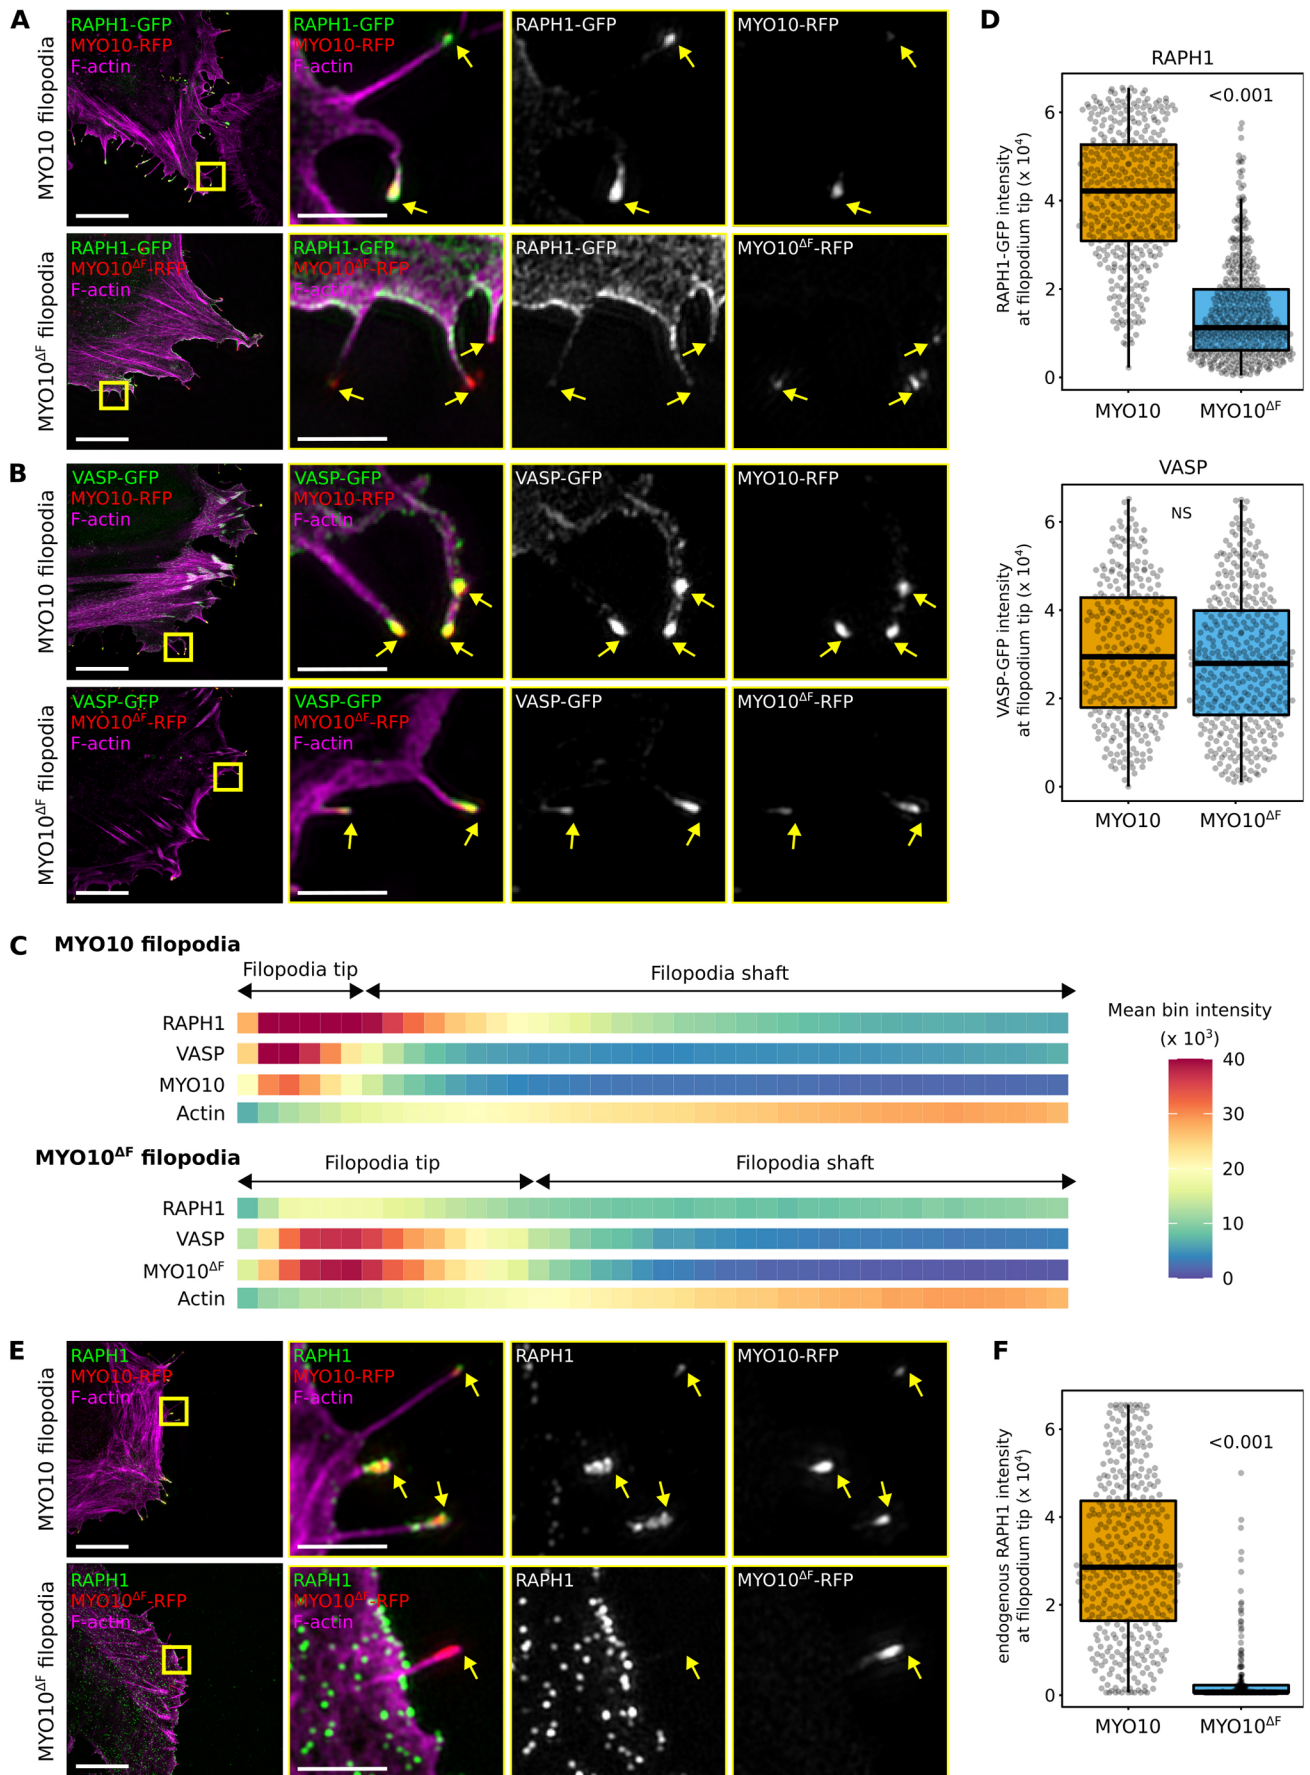 A
MYO10 filopodia
RAPH1-GFP
MYO10-RFP
F-actin
RAPH1-GFP
MYO10-RFP
F-actin
RAPH1-GFP
MYO10-RFP
MYO10ΔF filopodia
RAPH1-GFP
MYO10ΔF-RFP
F-actin
RAPH1-GFP
MYO10ΔF-RFP
F-actin
RAPH1-GFP
MYO10ΔF-RFP
B
MYO10 filopodia
VASP-GFP
MYO10-RFP
F-actin
VASP-GFP
MYO10-RFP
F-actin
VASP-GFP
MYO10-RFP
MYO10ΔF filopodia
VASP-GFP
MYO10ΔF-RFP
F-actin
VASP-GFP
MYO10ΔF-RFP
F-actin
VASP-GFP
MYO10ΔF-RFP
D
RAPH1
<0.001
RAPH1-GFP intensity
at filopodium tip (x 10⁴)
6
4
2
0
MYO10
MYO10ΔF
VASP
NS
VASP-GFP intensity
at filopodium tip (x 10⁴)
6
4
2
0
MYO10
MYO10ΔF
C
MYO10 filopodia
Filopodia tip
Filopodia shaft
RAPH1
VASP
MYO10
Actin
MYO10ΔF filopodia
Filopodia tip
Filopodia shaft
RAPH1
VASP
MYO10ΔF
Actin
Mean bin intensity
(x 10³)
40
30
20
10
0
E
MYO10 filopodia
RAPH1
MYO10-RFP
F-actin
RAPH1
MYO10-RFP
F-actin
RAPH1
MYO10-RFP
MYO10ΔF filopodia
RAPH1
MYO10ΔF-RFP
F-actin
RAPH1
MYO10ΔF-RFP
F-actin
RAPH1
MYO10ΔF-RFP
F
<0.001
endogenous RAPH1 intensity
at filopodium tip (x 10⁴)
6
4
2
0
MYO10
MYO10ΔF